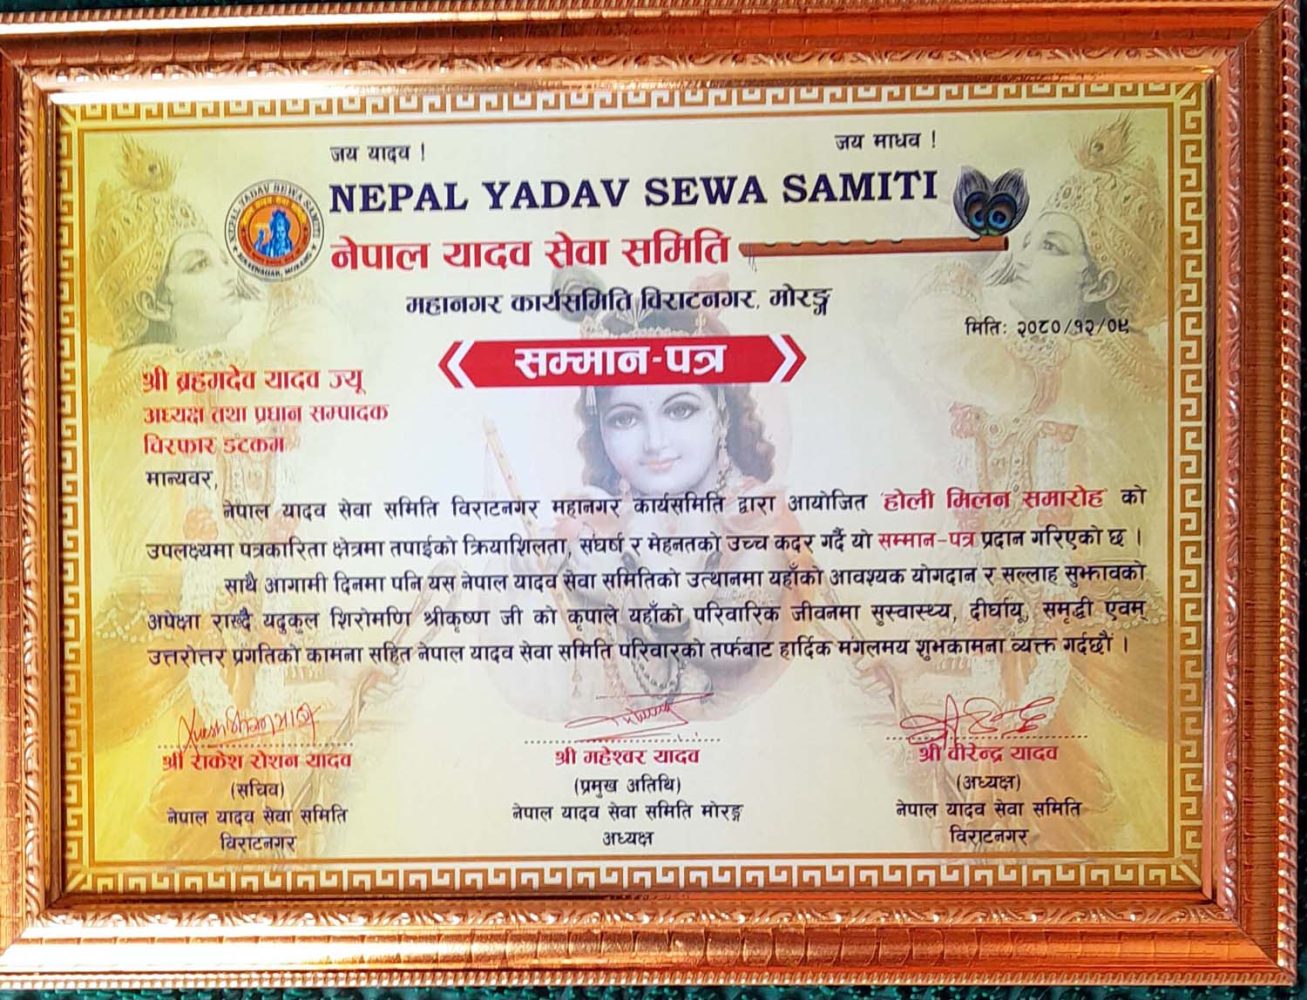 जय यादव !
जय माधव !
NEPAL YADAV SEWA SAMITI
नेपाल यादव सेवा समिति
महानगर कार्यसमिति विराटनगर, मोरङ्ग
मितिः २०८०/१२/०९
सम्मान-पत्र
श्री ब्रह्मदेव यादव ज्यू
अध्यक्ष तथा प्रधान सम्पादक
विरफार डटकम
मान्यवर,
नेपाल यादव सेवा समिति विराटनगर महानगर कार्यसमिति द्वारा आयोजित होली मिलन समारोह को
उपलक्ष्यमा पत्रकारिता क्षेत्रमा तपाईको क्रियाशिलता, संघर्ष र मेहनतको उच्च कदर गर्दै यो सम्मान-पत्र प्रदान गरिएको छ ।
साथै आगामी दिनमा पनि यस नेपाल यादव सेवा समितिको उत्थानमा यहाँको आवश्यक योगदान र सल्लाह सुझावको
अपेक्षा राख्दै यदुकुल शिरोमणि श्रीकृष्ण जी को कृपाले यहाँको परिवारिक जीवनमा सुस्वास्थ्य, दीर्घायू, समृद्धी एवम्
उत्तरोत्तर प्रगतिको कामना सहित नेपाल यादव सेवा समिति परिवारको तर्फबाट हार्दिक मंगलमय शुभकामना व्यक्त गर्दछौं ।
श्री राकेश रोशन यादव
(सचिव)
नेपाल यादव सेवा समिति
विराटनगर
श्री महेश्वर यादव
(प्रमुख अतिथि)
नेपाल यादव सेवा समिति मोरङ्ग
अध्यक्ष
श्री वीरेन्द्र यादव
(अध्यक्ष)
नेपाल यादव सेवा समिति
विराटनगर